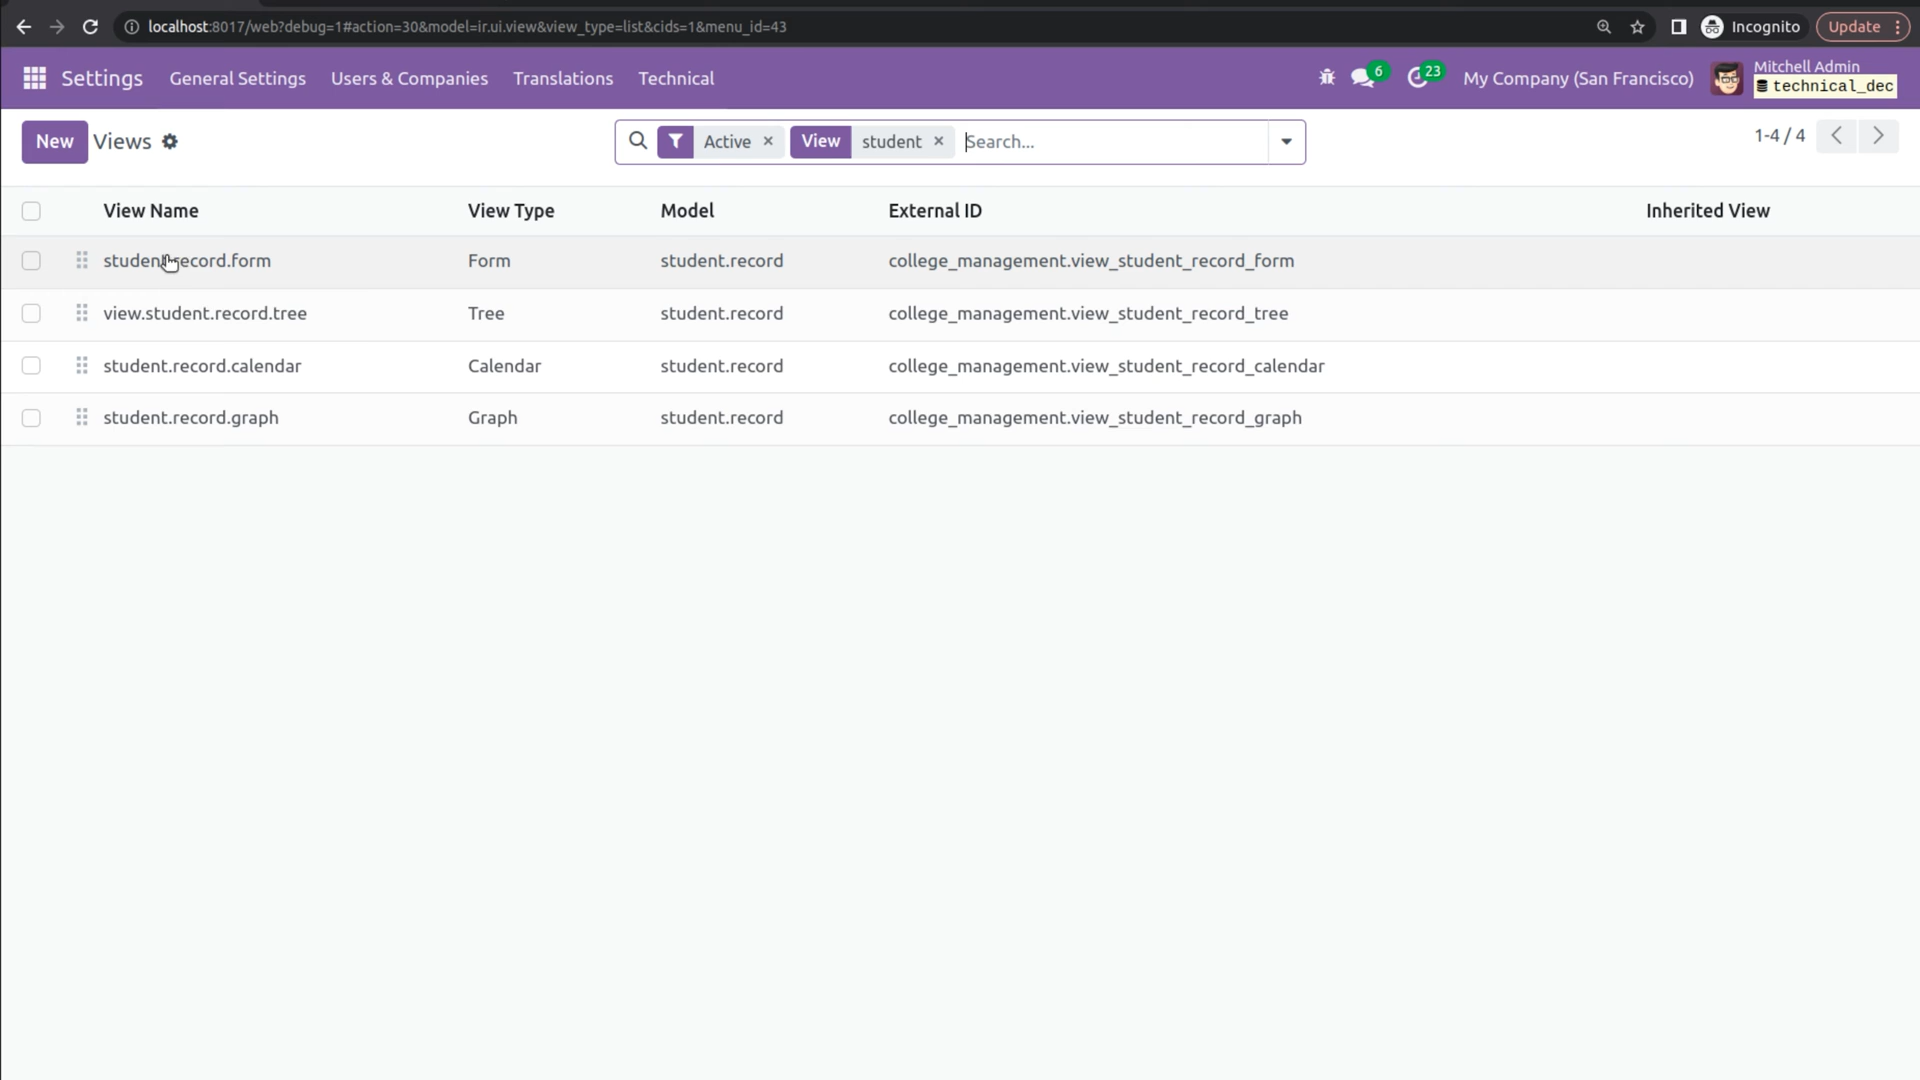 localhost:8017/web?debug=1#action=30&model=ir.ui.view&view_type=list&cids=1&menu_id=43 Incognito Update
Settings General Settings Users & Companies Translations Technical 6 23 My Company (San Francisco) Mitchell Admin
technical_dec
New Views Active × View student × Search... 1-4 / 4
View Name View Type Model External ID Inherited View
student.record.form Form student.record college_management.view_student_record_form
view.student.record.tree Tree student.record college_management.view_student_record_tree
student.record.calendar Calendar student.record college_management.view_student_record_calendar
student.record.graph Graph student.record college_management.view_student_record_graph